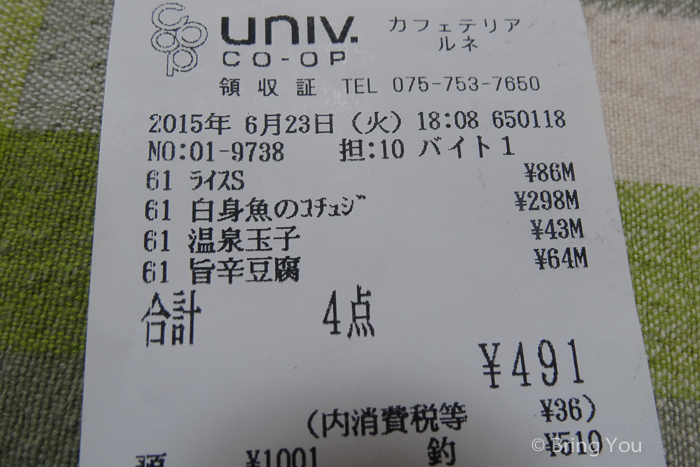 coop univ. カフェテリア
CO-OP ルネ
領収証 TEL 075-753-7650
2015年 6月23日 (火) 18:08 650118
NO:01-9738 担:10 バイト1
61 ﾗｲｽS ¥86M
61 白身魚のｺﾁｭｼﾞ ¥298M
61 温泉玉子 ¥43M
61 旨辛豆腐 ¥64M
合計 4点
¥491
(内消費税等 ¥36)
¥1001 釣 ¥510
© Bring You